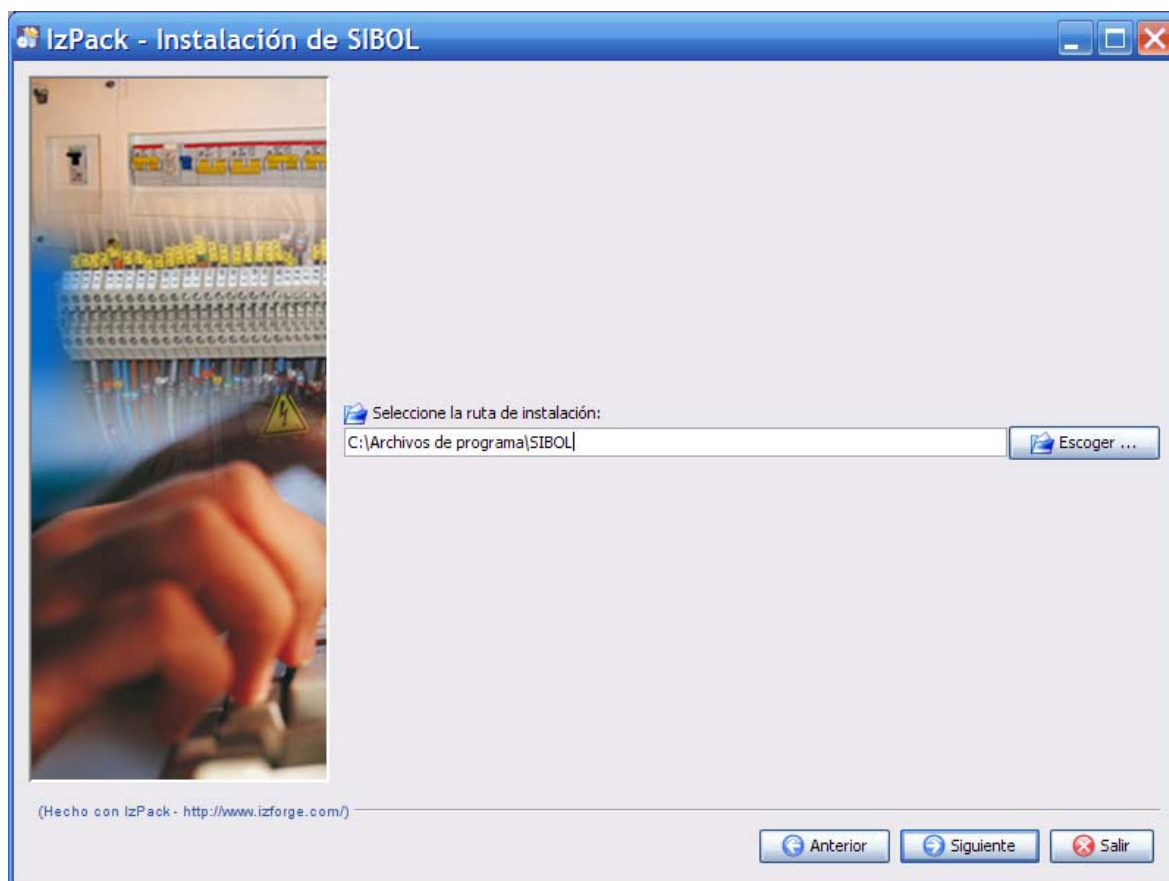 IzPack - Instalación de SIBOL
Seleccione la ruta de instalación:
C:\Archivos de programa\SIBOL
Escoger ...
(Hecho con IzPack - http://www.izforge.com/)
Anterior
Siguiente
Salir